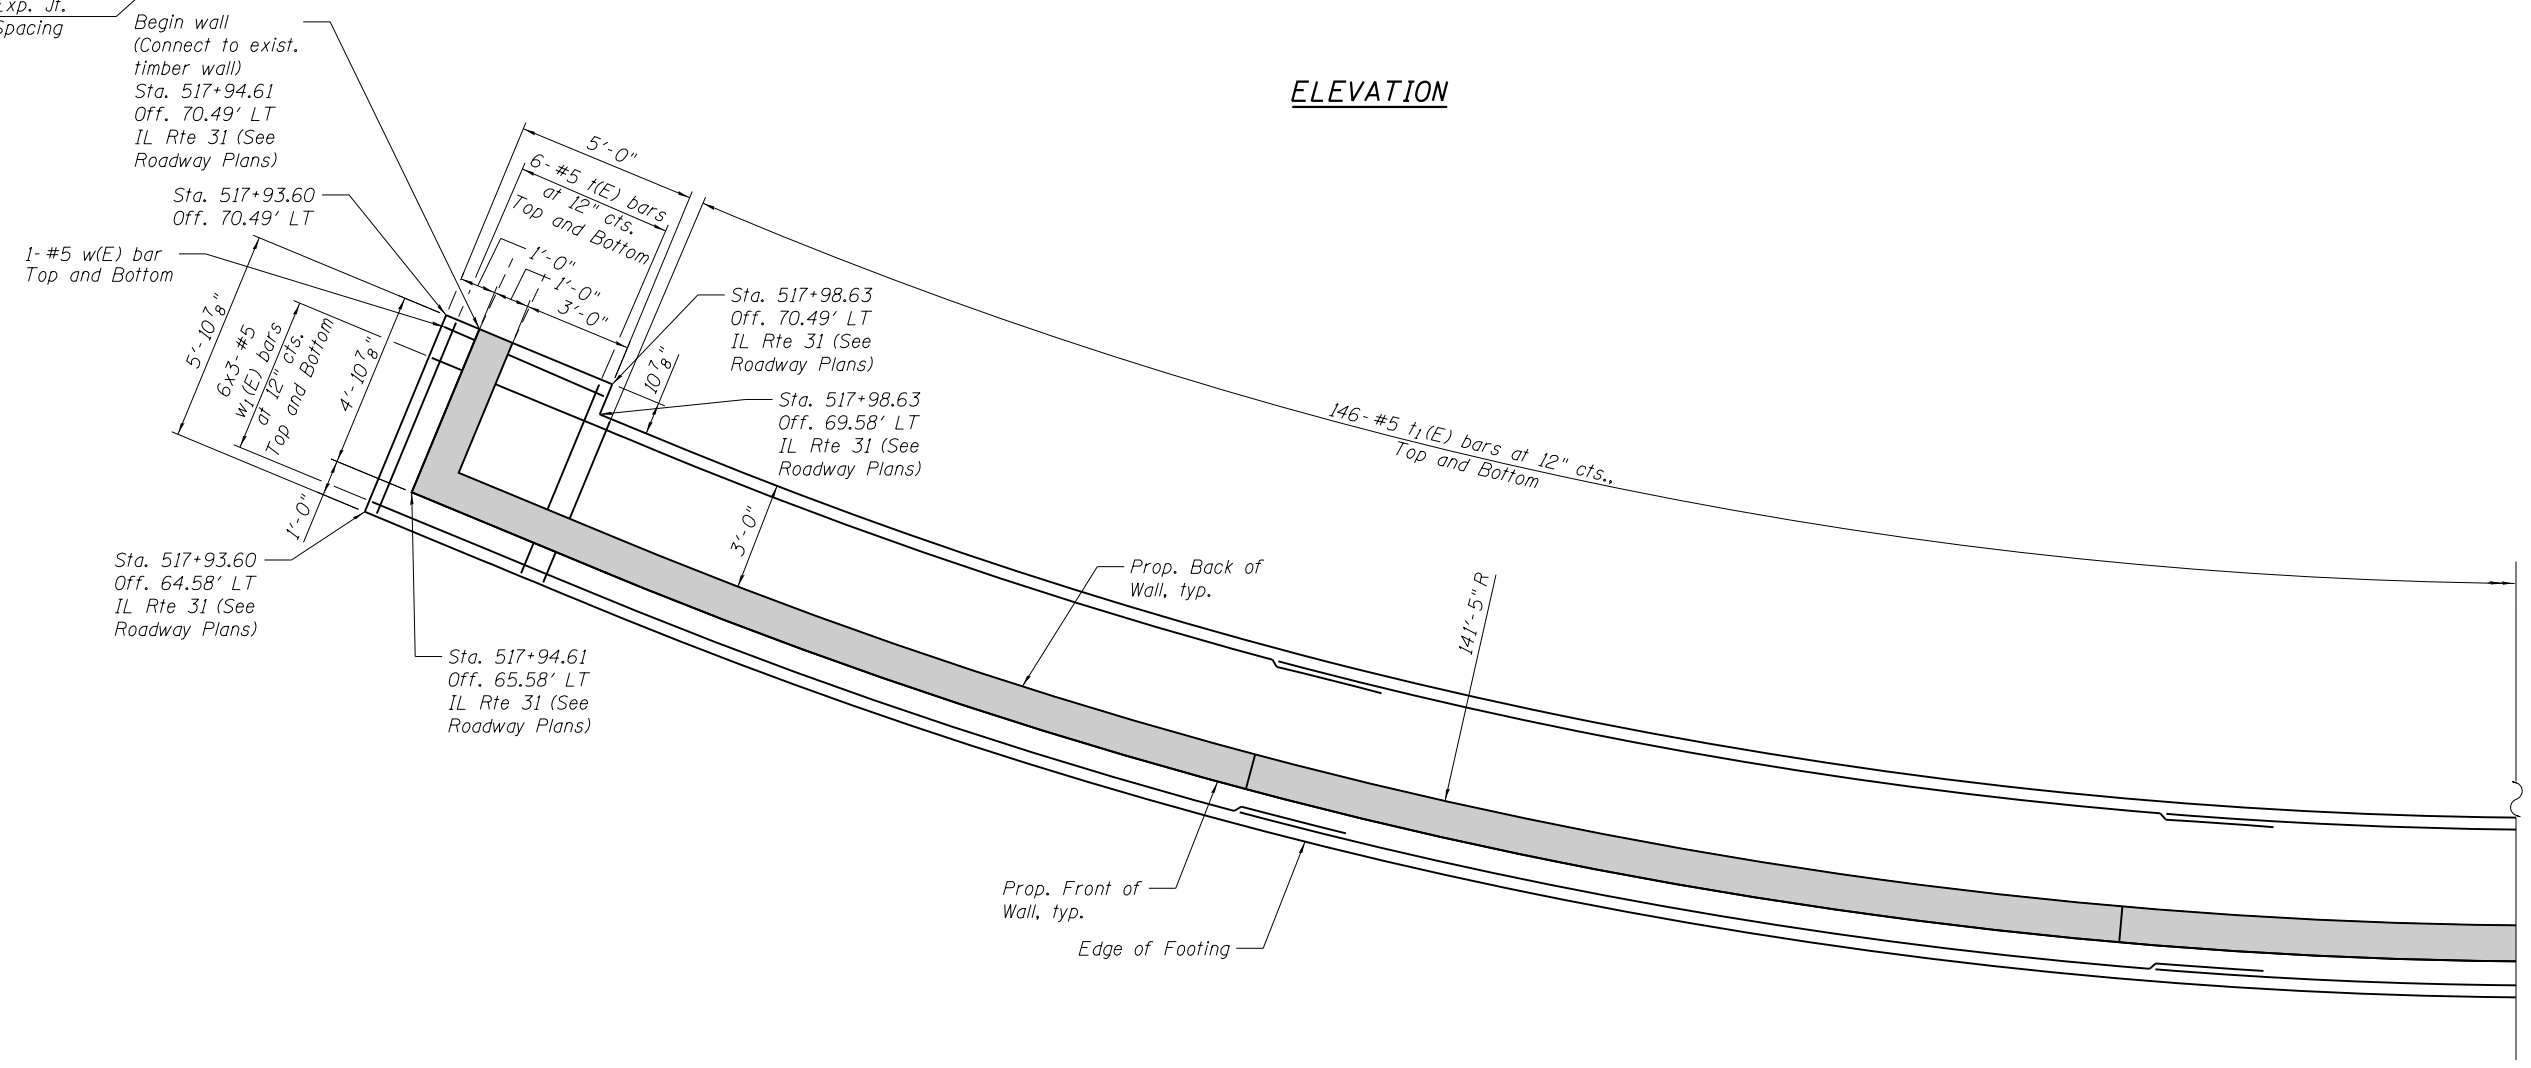 Exp. Jt.
Spacing
Begin wall
(Connect to exist.
timber wall)
Sta. 517+94.61
Off. 70.49' LT
IL Rte 31 (See
Roadway Plans)
ELEVATION
Sta. 517+93.60
Off. 70.49' LT
1-#5 w(E) bar
Top and Bottom
5'-0"
6-#5 t(E) bars
at 12" cts.
Top and Bottom
1'-0"
1'-0"
3'-0"
5'-10 7/8"
6x3-#5
w1(E) bars
at 12" cts.
Top and Bottom
4'-10 7/8"
1'-0"
10 7/8"
Sta. 517+98.63
Off. 70.49' LT
IL Rte 31 (See
Roadway Plans)
Sta. 517+98.63
Off. 69.58' LT
IL Rte 31 (See
Roadway Plans)
146-#5 t1(E) bars at 12" cts.,
Top and Bottom
3'-0"
Sta. 517+93.60
Off. 64.58' LT
IL Rte 31 (See
Roadway Plans)
Sta. 517+94.61
Off. 65.58' LT
IL Rte 31 (See
Roadway Plans)
Prop. Back of
Wall, typ.
141'-5"R
Prop. Front of
Wall, typ.
Edge of Footing